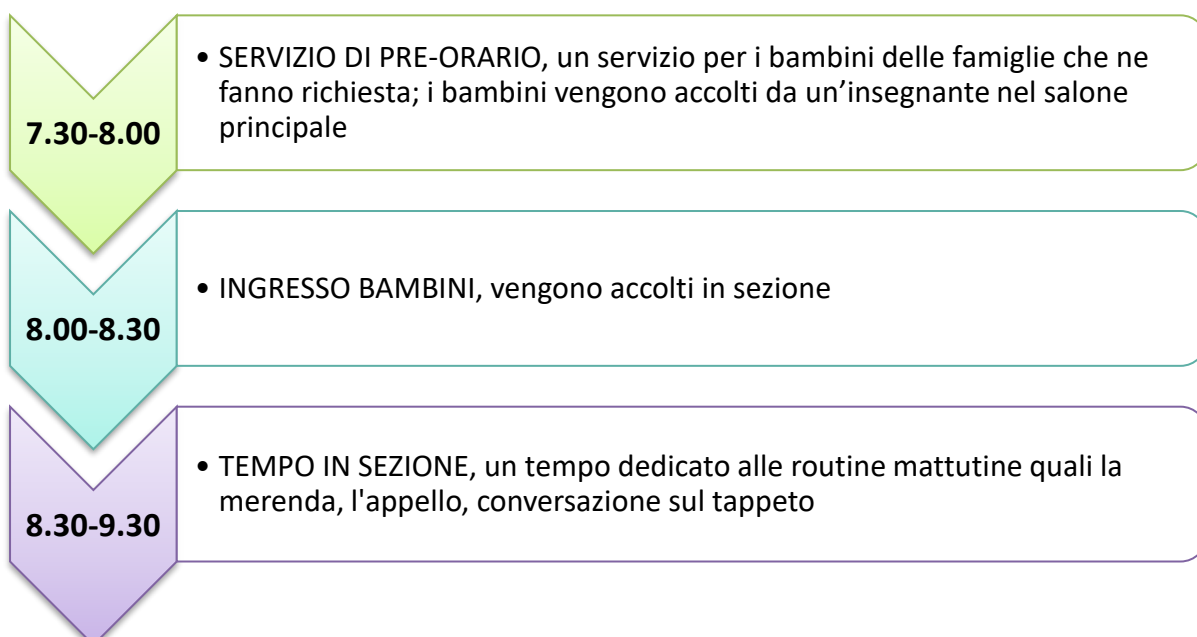 7.30-8.00
• SERVIZIO DI PRE-ORARIO, un servizio per i bambini delle famiglie che ne
fanno richiesta; i bambini vengono accolti da un’insegnante nel salone
principale
8.00-8.30
• INGRESSO BAMBINI, vengono accolti in sezione
8.30-9.30
• TEMPO IN SEZIONE, un tempo dedicato alle routine mattutine quali la
merenda, l'appello, conversazione sul tappeto